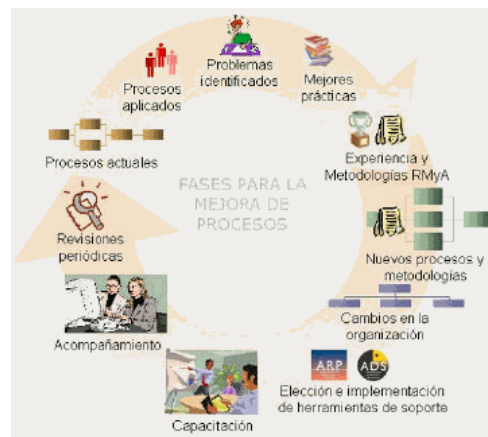 Problemas
identificados
Procesos
aplicados
Mejores
prácticas
Procesos actuales
Experiencia y
Metodologías RMyA
FASES PARA LA
MEJORA DE
PROCESOS
Revisiones
periódicas
Nuevos procesos y
metodologías
Cambios en la
organización
Acompañamiento
ARP
ADS
Elección e implementación
de herramientas de soporte
Capacitación